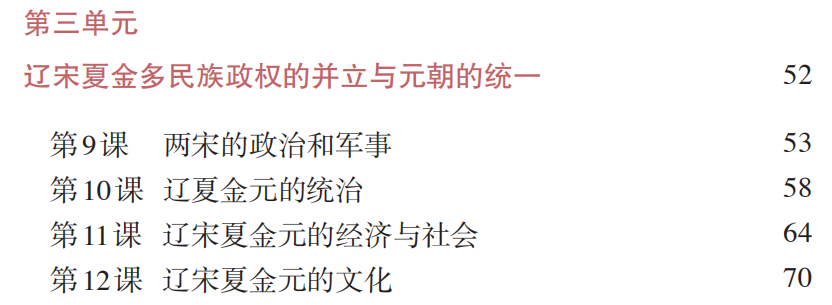 第三单元
辽宋夏金多民族政权的并立与元朝的统一 52
第9课 两宋的政治和军事 53
第10课 辽夏金元的统治 58
第11课 辽宋夏金元的经济与社会 64
第12课 辽宋夏金元的文化 70